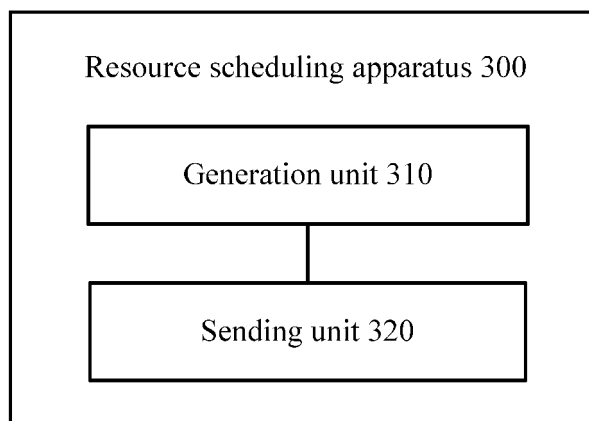 Resource scheduling apparatus 300
Generation unit 310
Sending unit 320